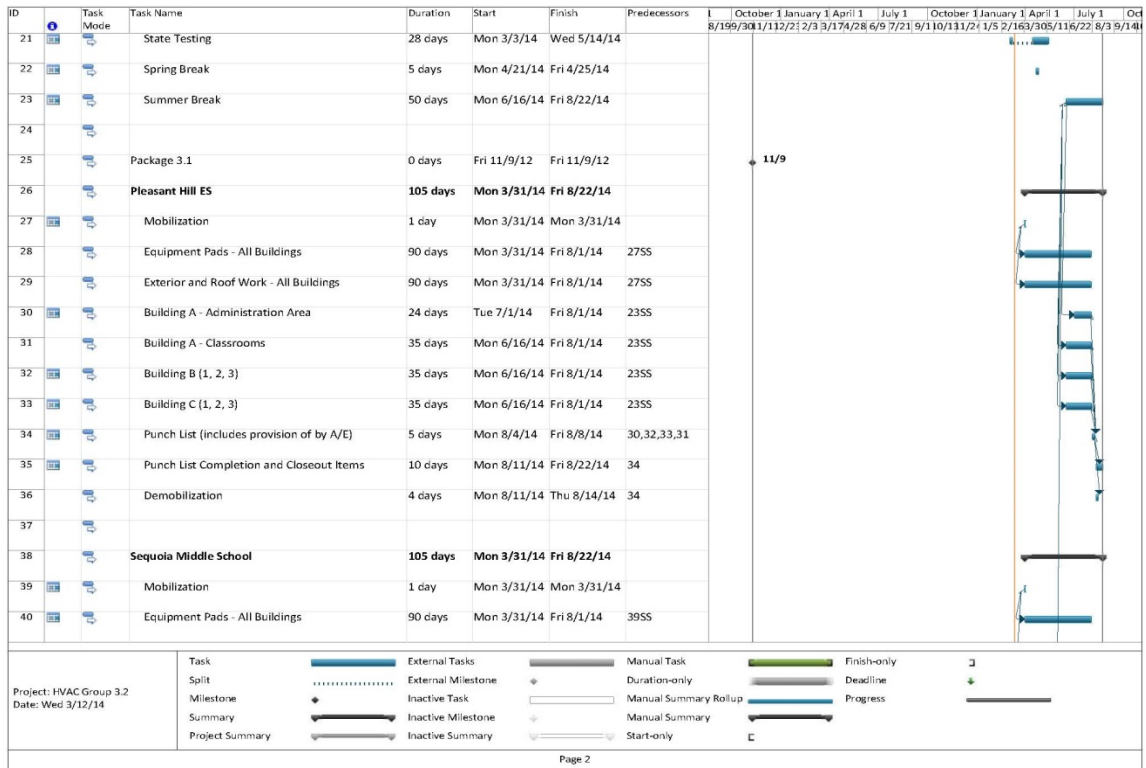 ID Task Mode Task Name Duration Start Finish Predecessors
October 1 January 1 April 1 July 1 October 1 January 1 April 1 July 1
21 State Testing 28 days Mon 3/3/14 Wed 5/14/14
22 Spring Break 5 days Mon 4/21/14 Fri 4/25/14
23 Summer Break 50 days Mon 6/16/14 Fri 8/22/14
24
25 Package 3.1 0 days Fri 11/9/12 Fri 11/9/12 11/9
26 Pleasant Hill ES 105 days Mon 3/31/14 Fri 8/22/14
27 Mobilization 1 day Mon 3/31/14 Mon 3/31/14
28 Equipment Pads - All Buildings 90 days Mon 3/31/14 Fri 8/1/14 27SS
29 Exterior and Roof Work - All Buildings 90 days Mon 3/31/14 Fri 8/1/14 27SS
30 Building A - Administration Area 24 days Tue 7/1/14 Fri 8/1/14 23SS
31 Building A - Classrooms 35 days Mon 6/16/14 Fri 8/1/14 23SS
32 Building B (1, 2, 3) 35 days Mon 6/16/14 Fri 8/1/14 23SS
33 Building C (1, 2, 3) 35 days Mon 6/16/14 Fri 8/1/14 23SS
34 Punch List (includes provision of by A/E) 5 days Mon 8/4/14 Fri 8/8/14 30,32,33,31
35 Punch List Completion and Closeout Items 10 days Mon 8/11/14 Fri 8/22/14 34
36 Demobilization 4 days Mon 8/11/14 Thu 8/14/14 34
37
38 Sequoia Middle School 105 days Mon 3/31/14 Fri 8/22/14
39 Mobilization 1 day Mon 3/31/14 Mon 3/31/14
40 Equipment Pads - All Buildings 90 days Mon 3/31/14 Fri 8/1/14 39SS
Project: HVAC Group 3.2
Date: Wed 3/12/14
Task External Tasks Manual Task Finish-only
Split External Milestone Duration-only Deadline
Milestone Inactive Task Manual Summary Rollup Progress
Summary Inactive Milestone Manual Summary
Project Summary Inactive Summary Start-only
Page 2